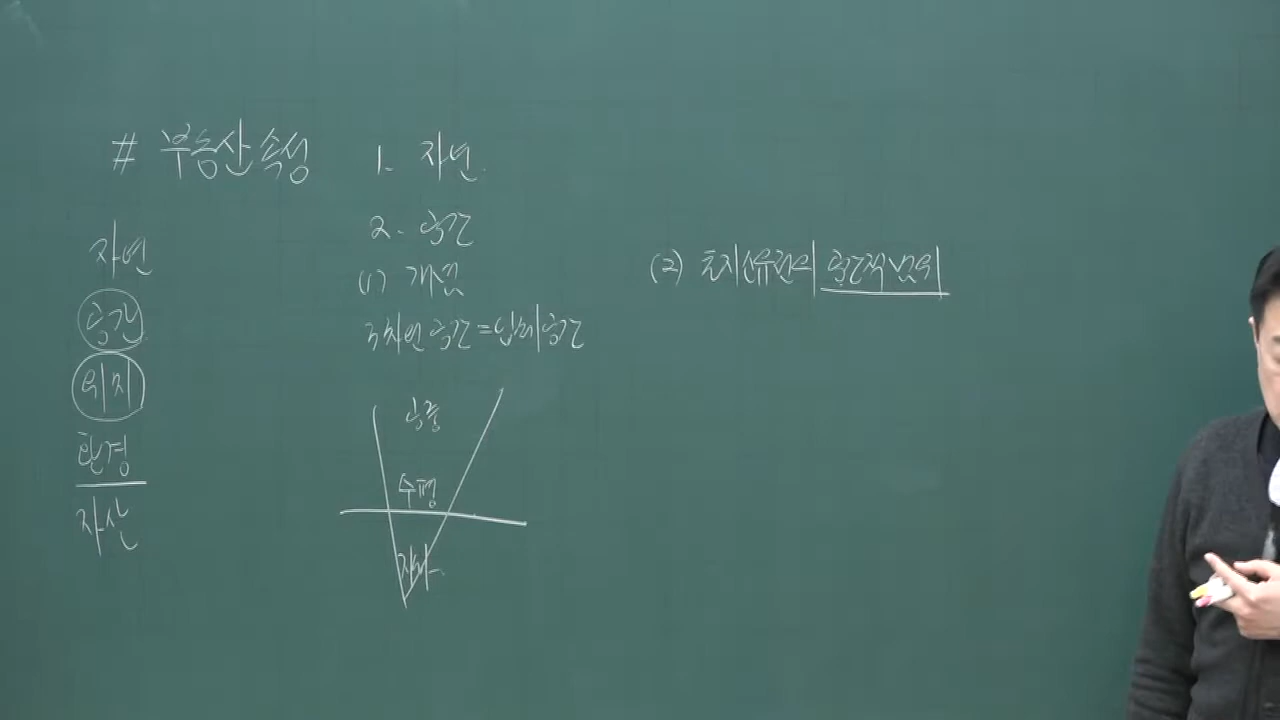 # 부동산 속성
자연
공간
위치
환경
자산
1. 자연.
2. 공간
(1) 개념
3차원 공간 = 입체 공간
공중
수평
지하
(2) 토지소유권의 공간적 범위